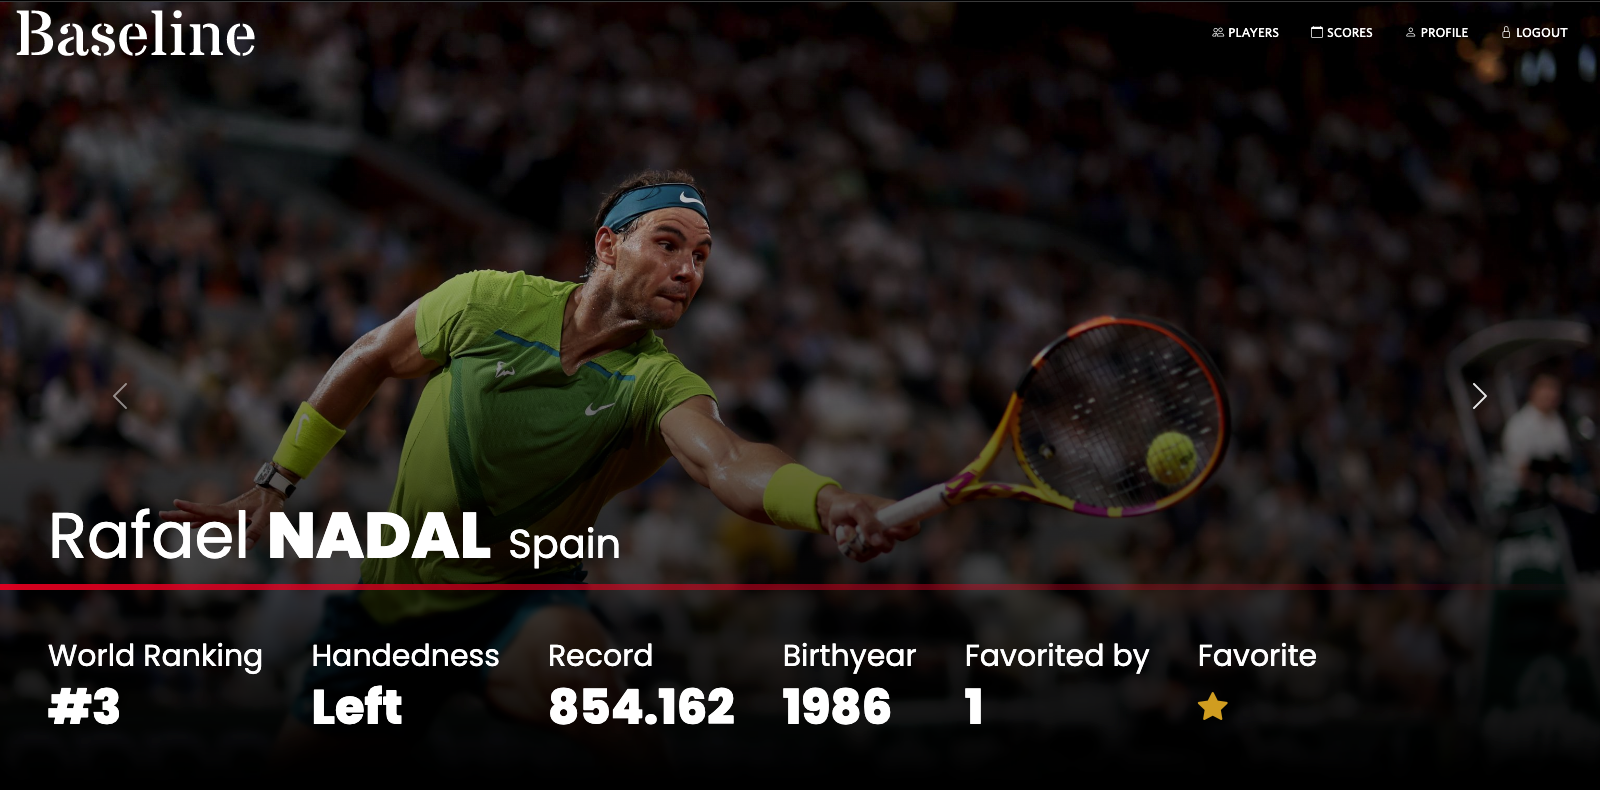 Baseline
PLAYERS SCORES PROFILE LOGOUT
Rafael NADAL Spain
World Ranking Handedness Record Birthyear Favorited by Favorite
#3 Left 854.162 1986 1